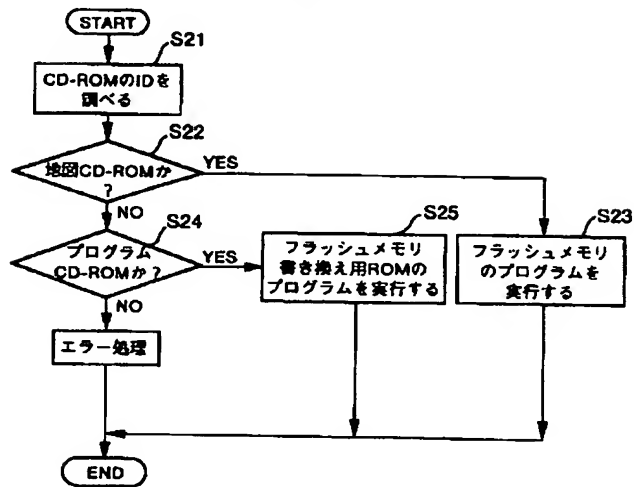 START
S21
CD-ROMのIDを
調べる
S22
地図CD-ROMか
?
YES
NO
S24
プログラム
CD-ROMか?
YES
NO
S25
フラッシュメモリ
書き換え用ROMの
プログラムを実行する
S23
フラッシュメモリ
のプログラムを
実行する
エラー処理
END